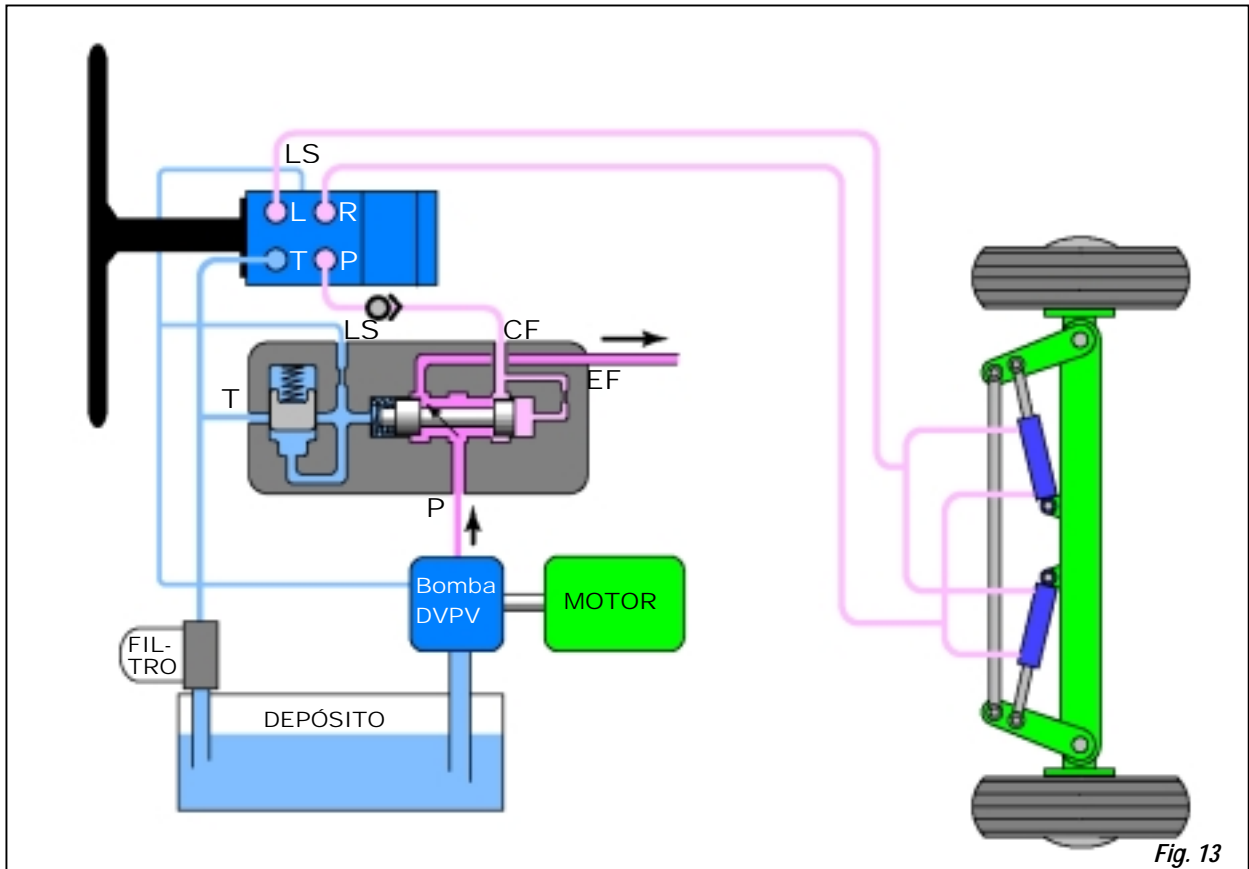 LS
L R
T P
LS
CF
EF
T
P
Bomba
DVPV
MOTOR
FIL-
TRO
DEPÓSITO
Fig. 13